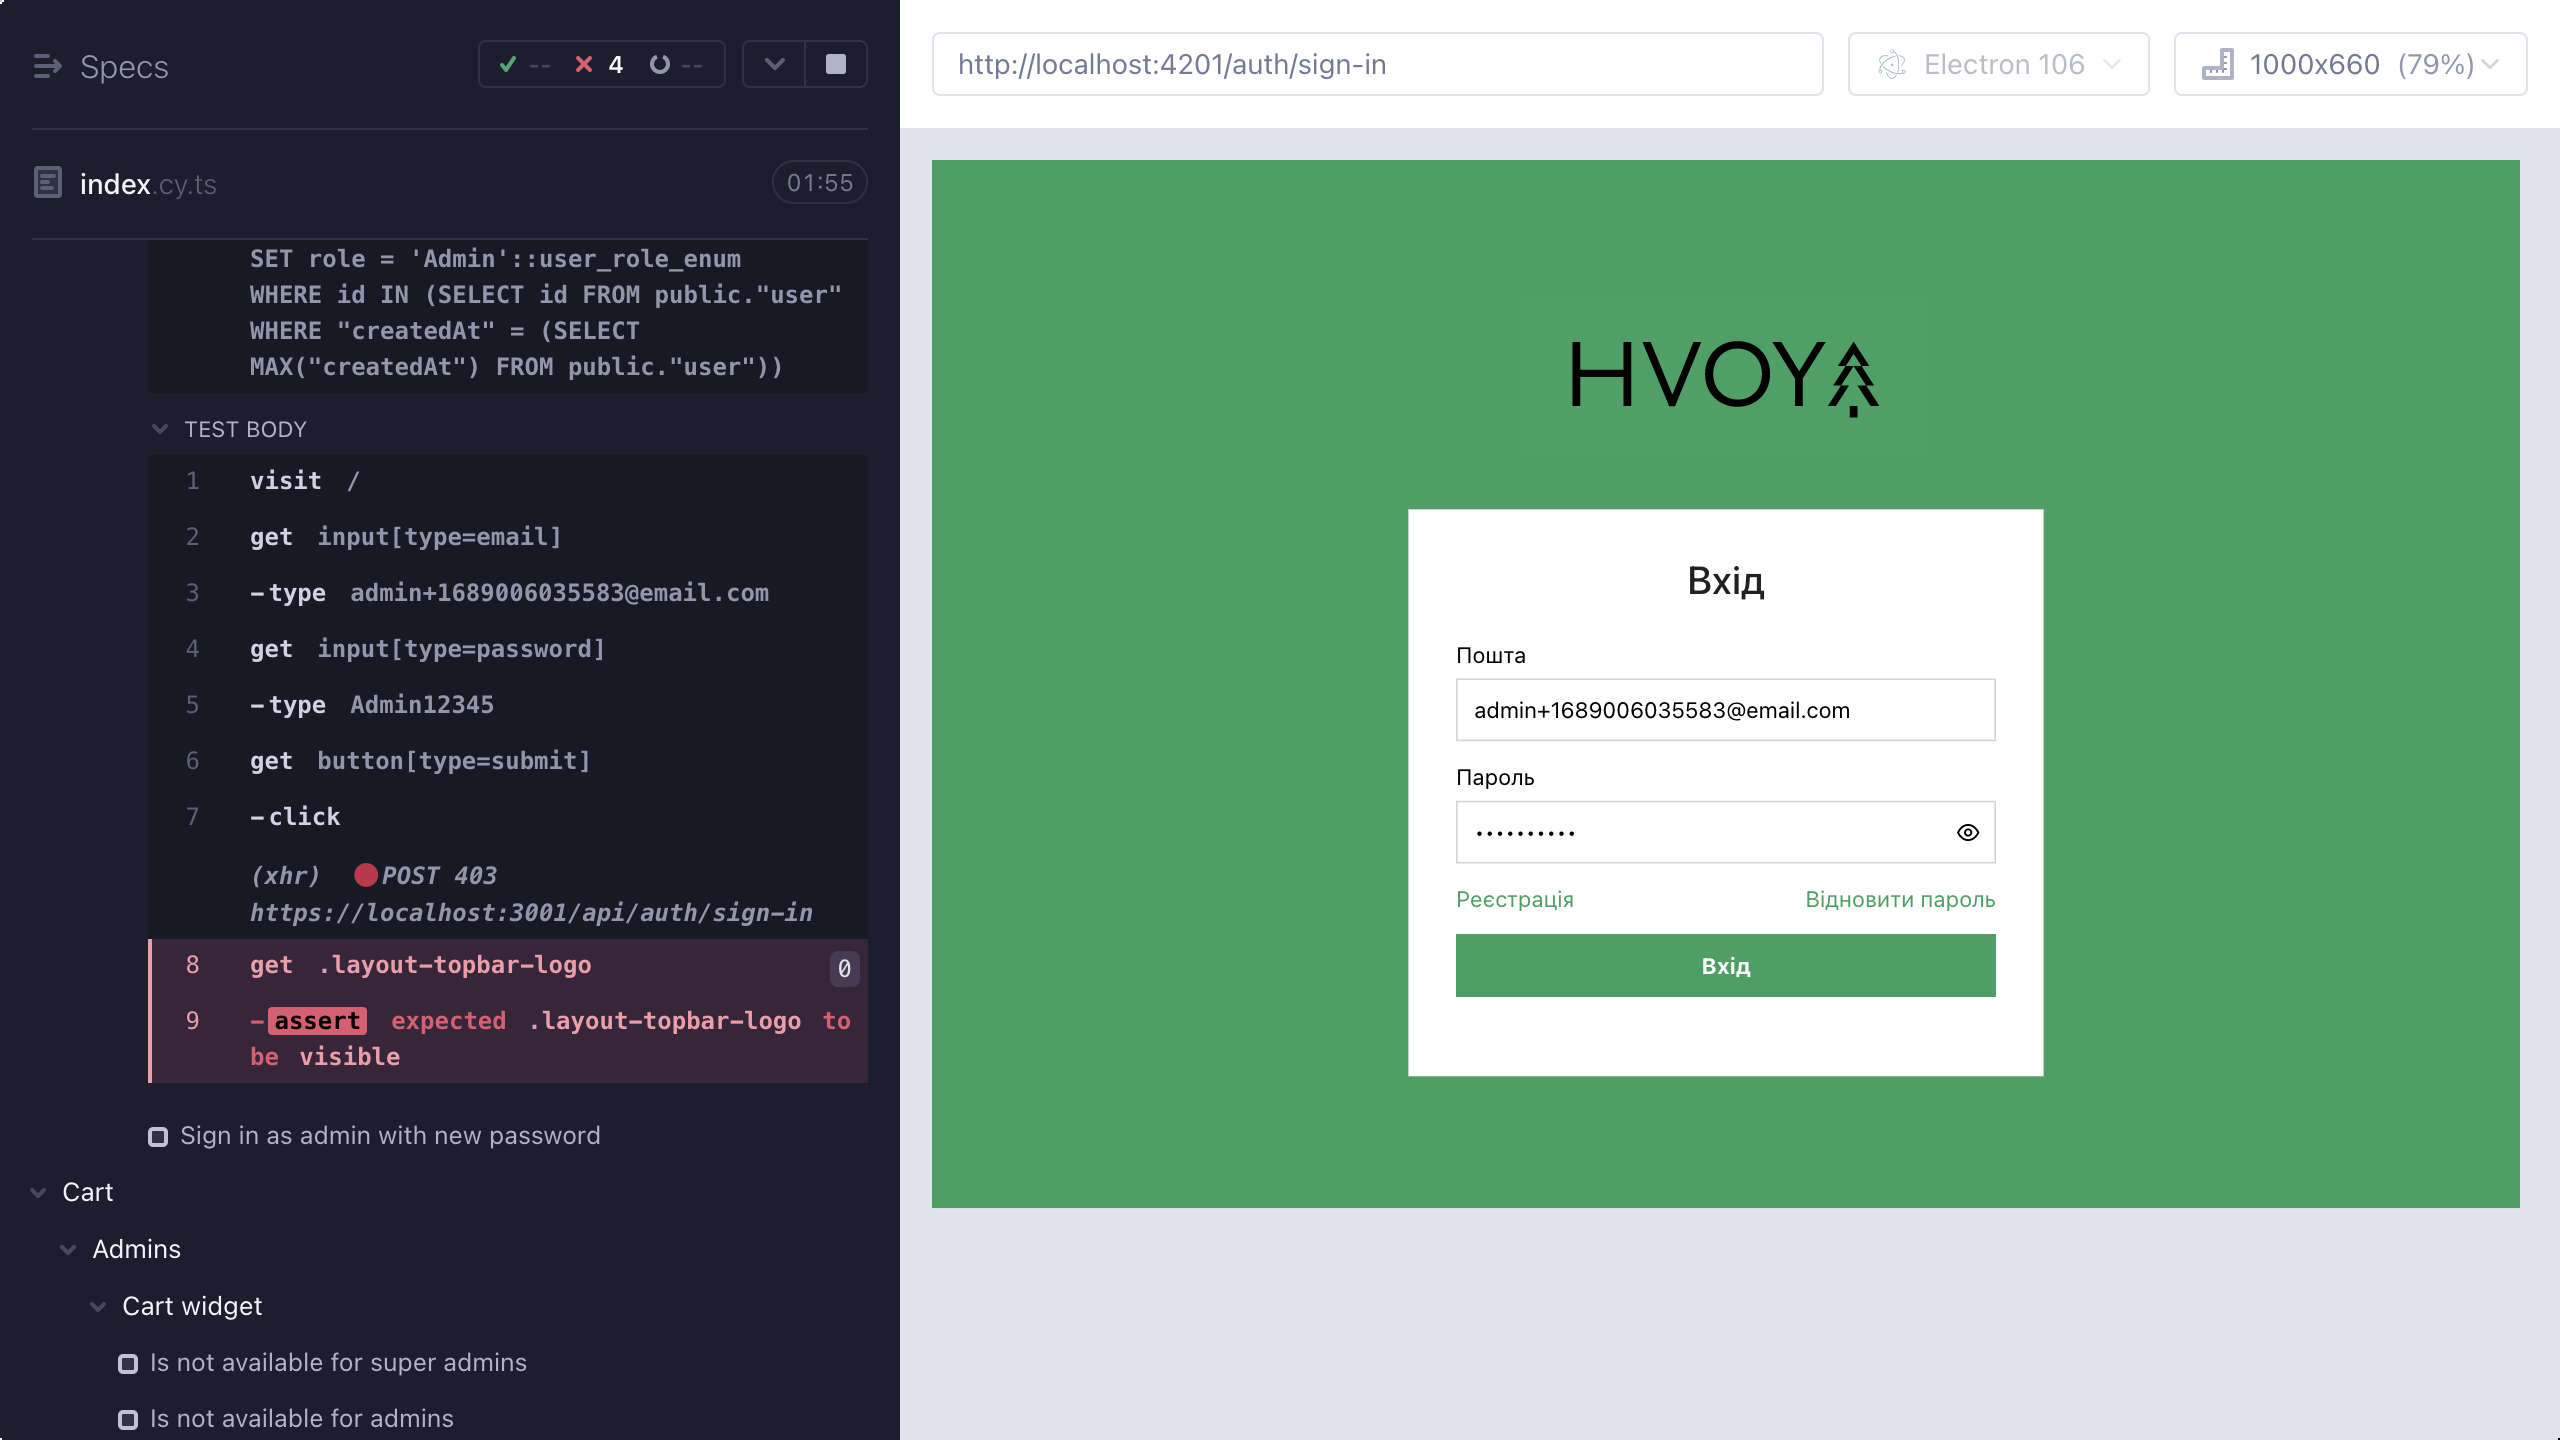 Specs
-- 4 --
index.cy.ts
01:55
SET role = 'Admin'::user_role_enum
WHERE id IN (SELECT id FROM public."user"
WHERE "createdAt" = (SELECT
MAX("createdAt") FROM public."user"))
TEST BODY
1 visit /
2 get input[type=email]
3 -type admin+1689006035583@email.com
4 get input[type=password]
5 -type Admin12345
6 get button[type=submit]
7 -click
(xhr) POST 403
https://localhost:3001/api/auth/sign-in
8 get .layout-topbar-logo 0
9 -assert expected .layout-topbar-logo to
be visible
Sign in as admin with new password
Cart
Admins
Cart widget
Is not available for super admins
Is not available for admins
http://localhost:4201/auth/sign-in
Electron 106
1000x660 (79%)
HVOYA
Вхід
Пошта
admin+1689006035583@email.com
Пароль
••••••••••
Реєстрація
Відновити пароль
Вхід